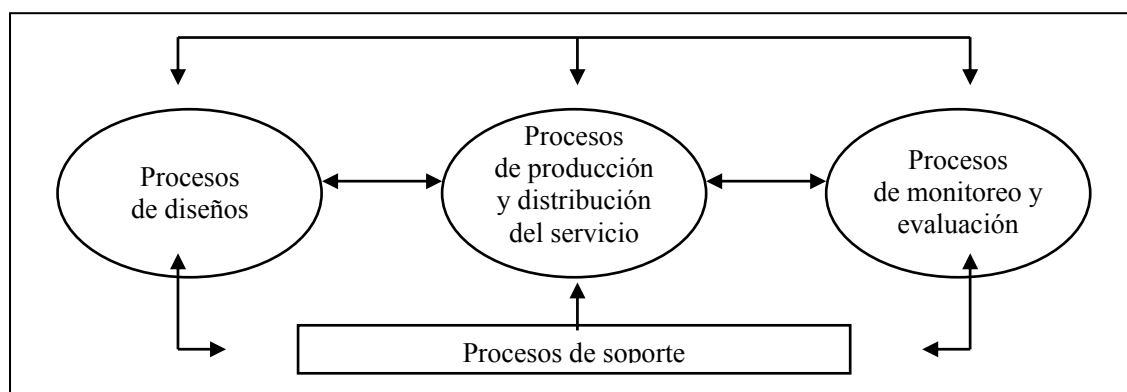 Procesos
de diseños
Procesos
de producción
y distribución
del servicio
Procesos
de monitoreo y
evaluación
Procesos de soporte